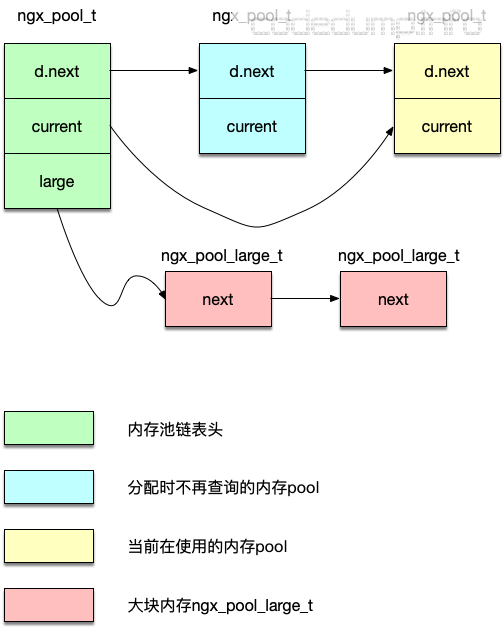 ngx_pool_t
ngx_pool_t
ngx_pool_t
d.next
d.next
d.next
current
current
current
large
ngx_pool_large_t
ngx_pool_large_t
next
next
内存池链表头
分配时不再查询的内存pool
当前在使用的内存pool
大块内存ngx_pool_large_t